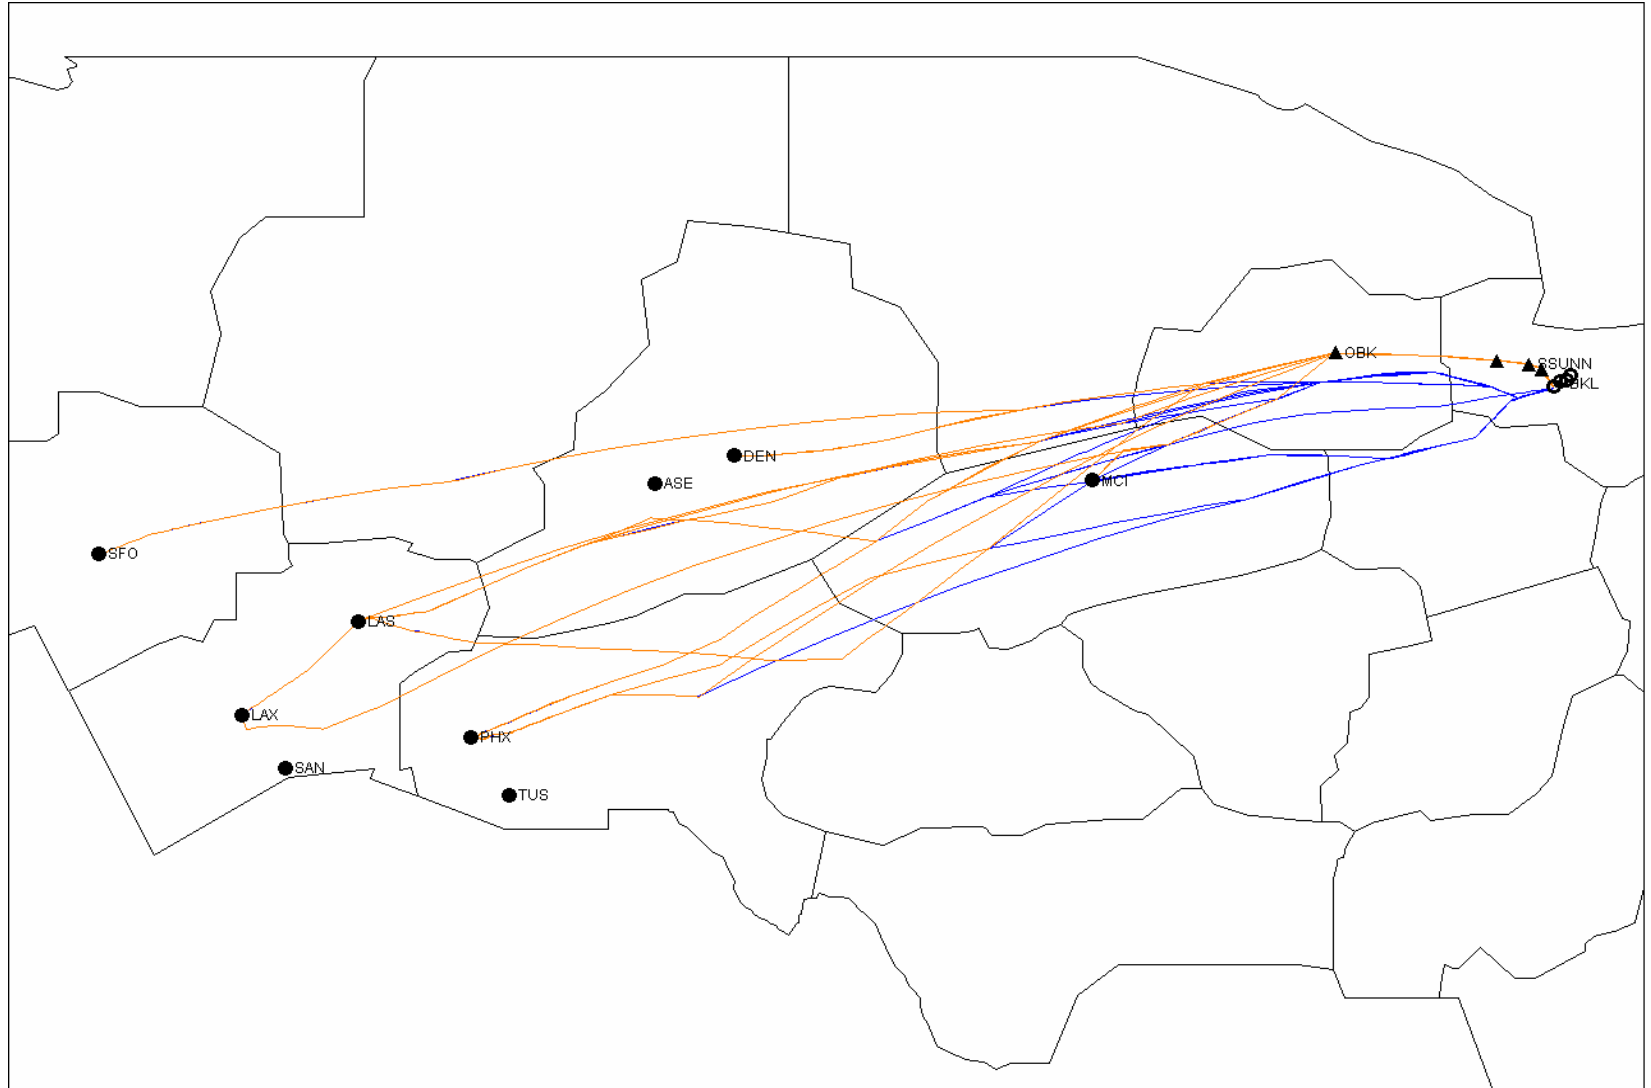 OBK
SSUNN
BKL
DEN
MCI
ASE
SFO
LAS
LAX
PHX
SAN
TUS